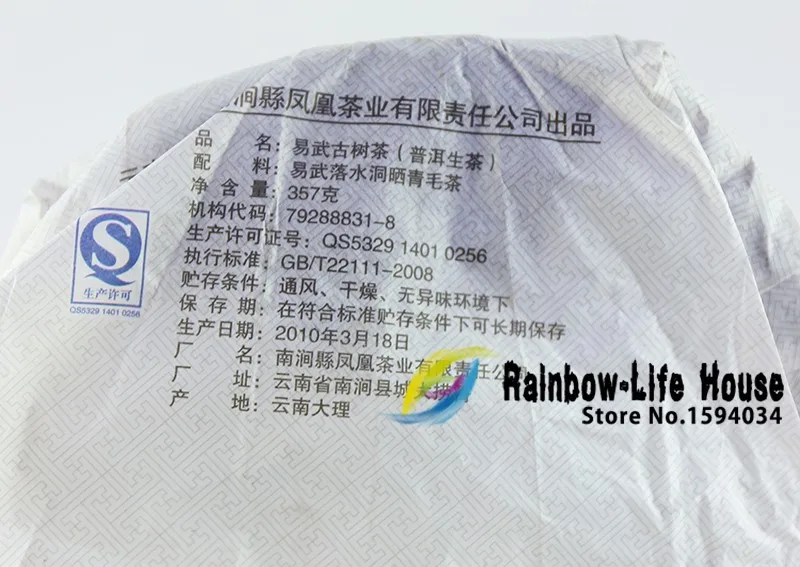 涧縣凤凰茶业有限责任公司出品
品 名：易武古树茶（普洱生茶）
配 料：易武落水洞晒青毛茶
净 含 量：357克
机构代码：79288831-8
生产许可证号：QS5329 1401 0256
执行标准：GB/T22111-2008
贮存条件：通风、干燥、无异味环境下
保 存 期：在符合标准贮存条件下可长期保存
生产日期：2010年3月18日
厂 名：南涧縣凤凰茶业有限责任公
厂 址：云南省南涧县城
产 地：云南大理
QS
生产许可
QS5329 1401 0256
Rainbow-Life House
Store No.1594034